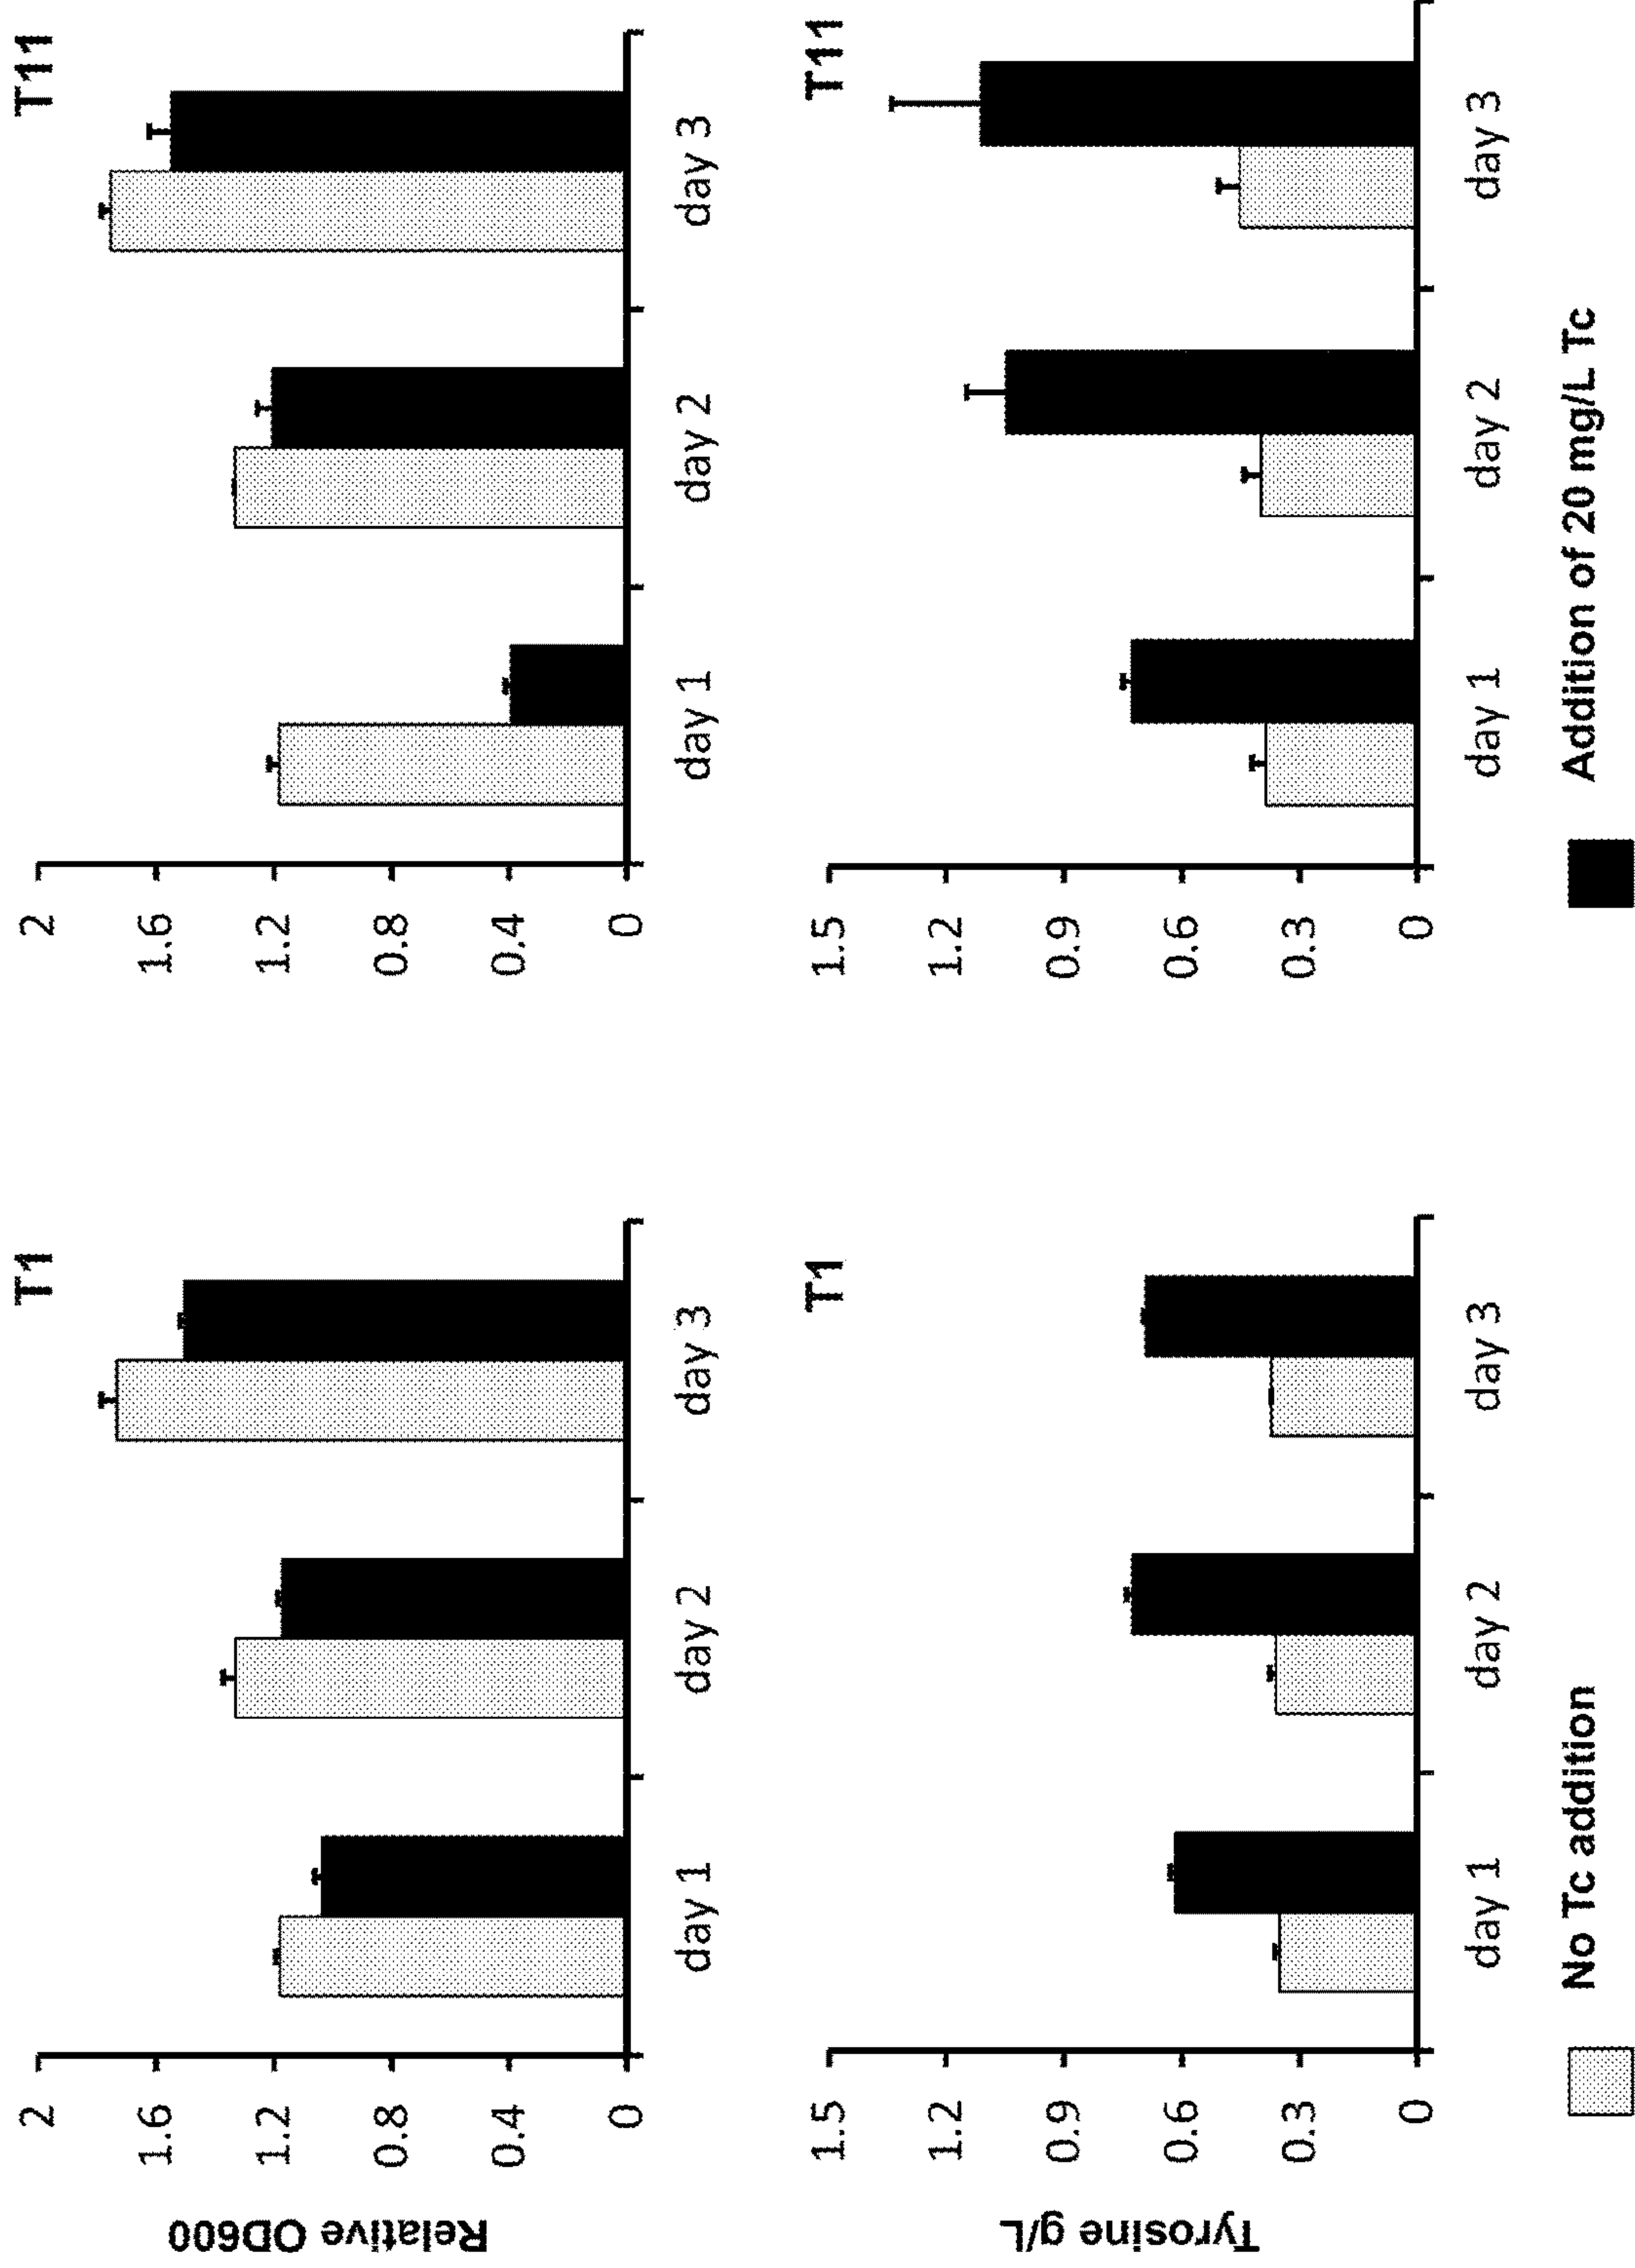 T1
T11
Relative OD600
2
1.6
1.2
0.8
0.4
0
day 1
day 2
day 3
2
1.6
1.2
0.8
0.4
0
day 1
day 2
day 3
T1
T11
Tyrosine g/L
1.5
1.2
0.9
0.6
0.3
0
day 1
day 2
day 3
1.5
1.2
0.9
0.6
0.3
0
day 1
day 2
day 3
No Tc addition
Addition of 20 mg/L Tc